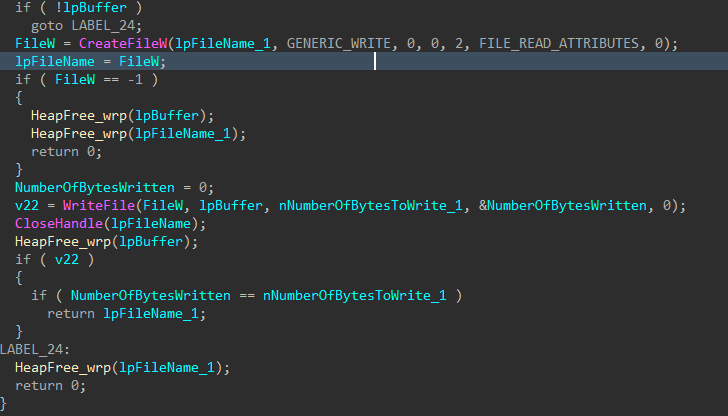 if ( !lpBuffer )
goto LABEL_24;
FileW = CreateFileW(lpFileName_1, GENERIC_WRITE, 0, 0, 2, FILE_READ_ATTRIBUTES, 0);
lpFileName = FileW;
if ( FileW == -1 )
{
HeapFree_wrp(lpBuffer);
HeapFree_wrp(lpFileName_1);
return 0;
}
NumberOfBytesWritten = 0;
v22 = WriteFile(FileW, lpBuffer, nNumberOfBytesToWrite_1, &NumberOfBytesWritten, 0);
CloseHandle(lpFileName);
HeapFree_wrp(lpBuffer);
if ( v22 )
{
if ( NumberOfBytesWritten == nNumberOfBytesToWrite_1 )
return lpFileName_1;
}
LABEL_24:
HeapFree_wrp(lpFileName_1);
return 0;
}